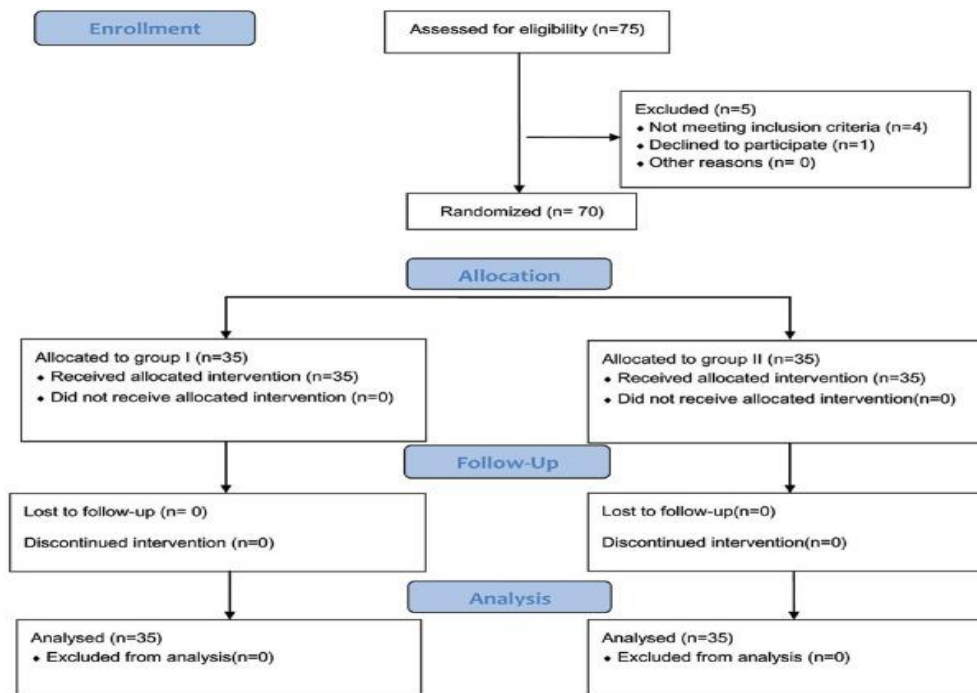 Enrollment
Assessed for eligibility (n=75)
Excluded (n=5)
◆ Not meeting inclusion criteria (n=4)
◆ Declined to participate (n=1)
◆ Other reasons (n= 0)
Randomized (n= 70)
Allocation
Allocated to group I (n=35)
◆ Received allocated intervention (n=35)
◆ Did not receive allocated intervention (n=0)
Allocated to group II (n=35)
◆ Received allocated intervention (n=35)
◆ Did not receive allocated intervention(n=0)
Follow-Up
Lost to follow-up (n= 0)
Discontinued intervention (n=0)
Lost to follow-up(n=0)
Discontinued intervention(n=0)
Analysis
Analysed (n=35)
◆ Excluded from analysis(n=0)
Analysed (n=35)
◆ Excluded from analysis (n=0)